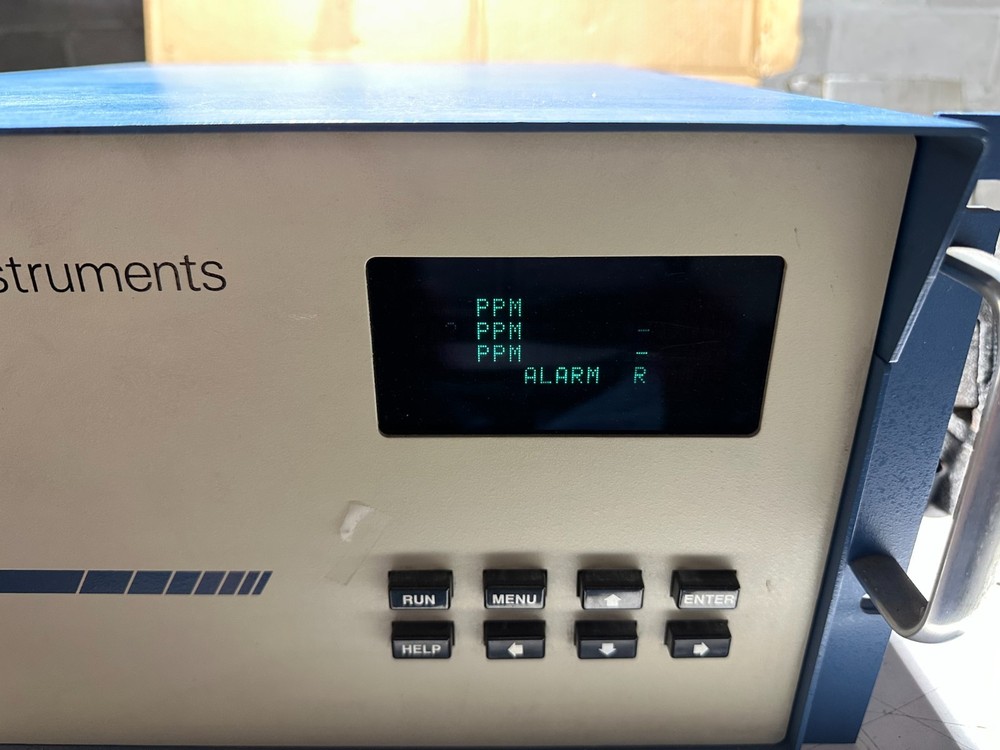 struments
PPM
PPM -
PPM -
ALARM R
RUN MENU ENTER
HELP